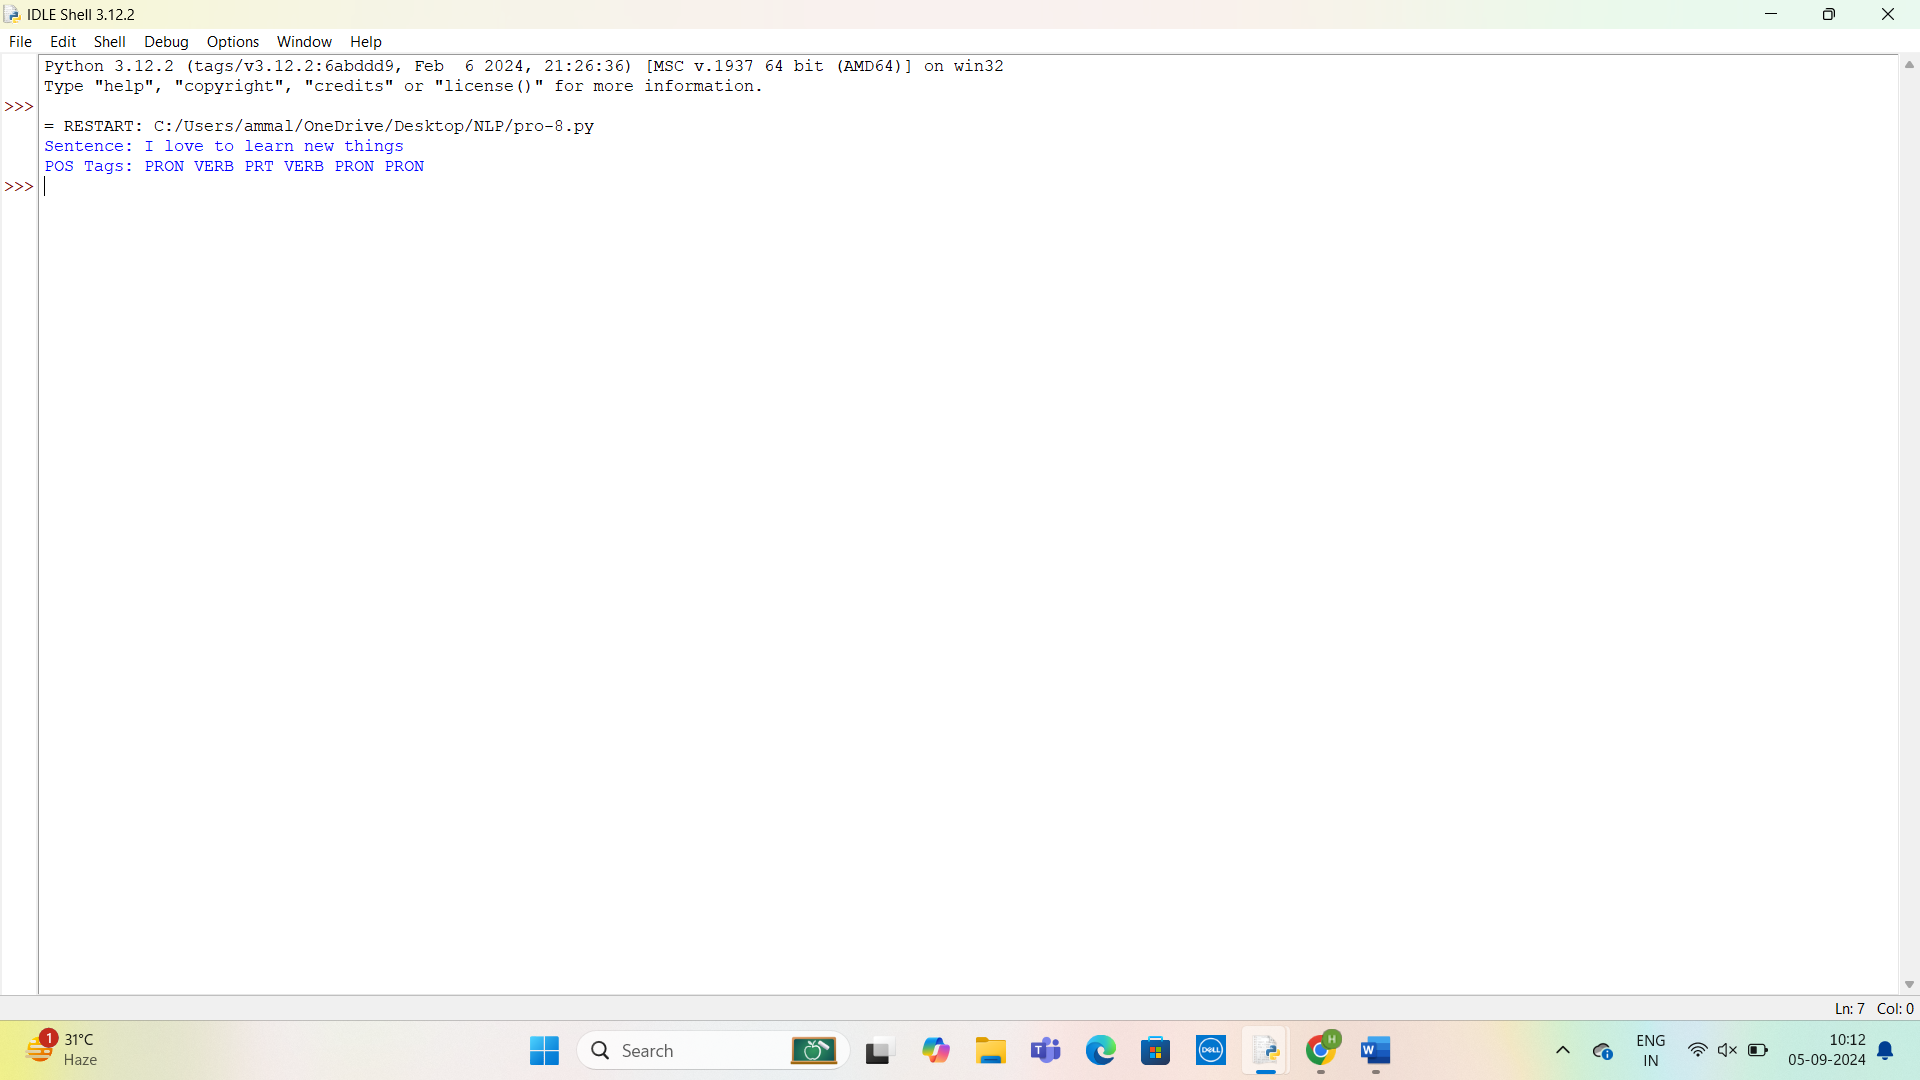 IDLE Shell 3.12.2
File Edit Shell Debug Options Window Help
Python 3.12.2 (tags/v3.12.2:6abddd9, Feb  6 2024, 21:26:36) [MSC v.1937 64 bit (AMD64)] on win32
Type "help", "copyright", "credits" or "license()" for more information.
>>>
= RESTART: C:/Users/ammal/OneDrive/Desktop/NLP/pro-8.py
Sentence: I love to learn new things
POS Tags: PRON VERB PRT VERB PRON PRON
>>>
Ln: 7 Col: 0
1
31°C
Haze
Search
T
DELL
H
W
ENG
IN
10:12
05-09-2024